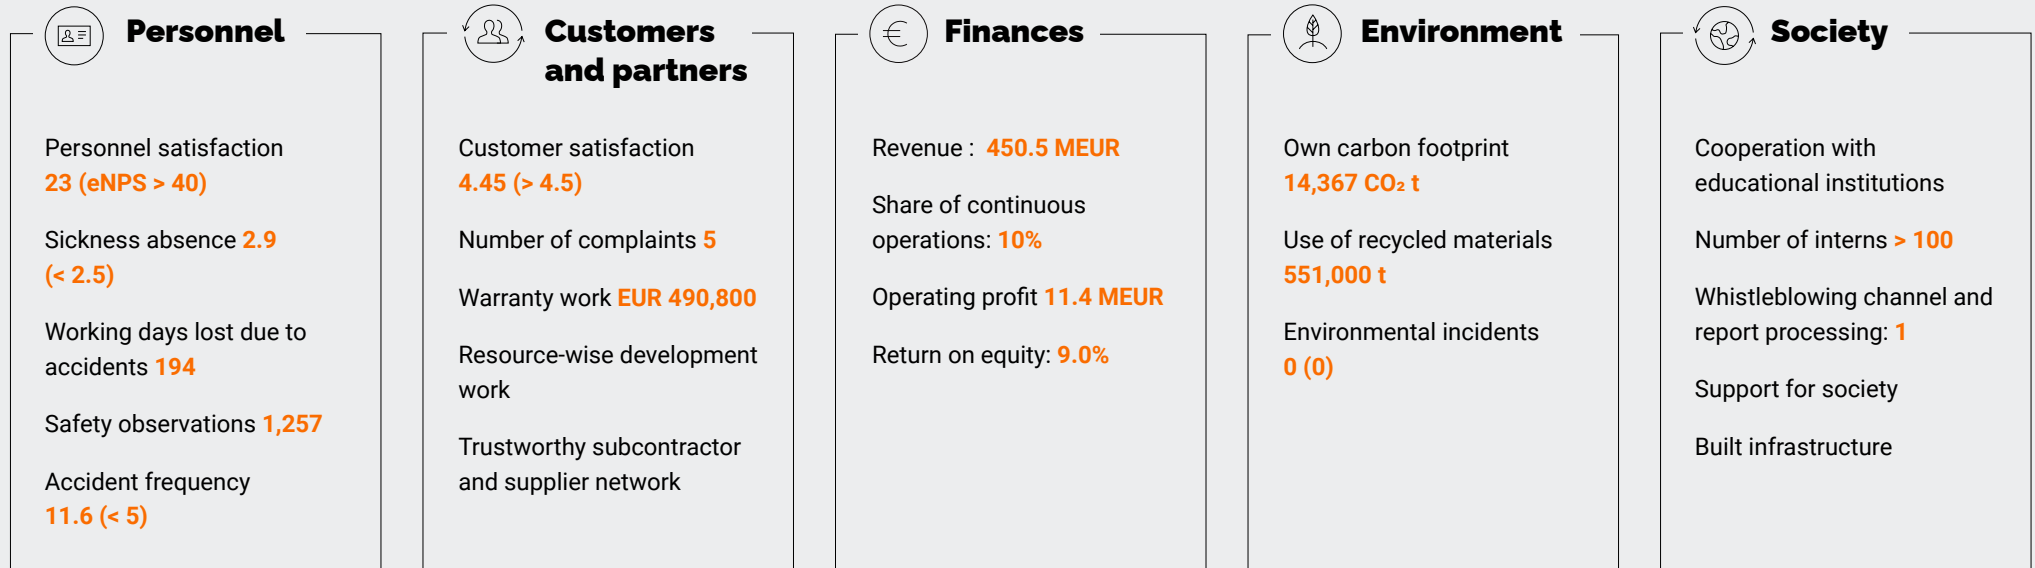 Personnel
Personnel satisfaction
23 (eNPS > 40)
Sickness absence 2.9
(< 2.5)
Working days lost due to
accidents 194
Safety observations 1,257
Accident frequency
11.6 (< 5)
Customers
and partners
Customer satisfaction
4.45 (> 4.5)
Number of complaints 5
Warranty work EUR 490,800
Resource-wise development
work
Trustworthy subcontractor
and supplier network
Finances
Revenue : 450.5 MEUR
Share of continuous
operations: 10%
Operating profit 11.4 MEUR
Return on equity: 9.0%
Environment
Own carbon footprint
14,367 CO₂ t
Use of recycled materials
551,000 t
Environmental incidents
0 (0)
Society
Cooperation with
educational institutions
Number of interns > 100
Whistleblowing channel and
report processing: 1
Support for society
Built infrastructure